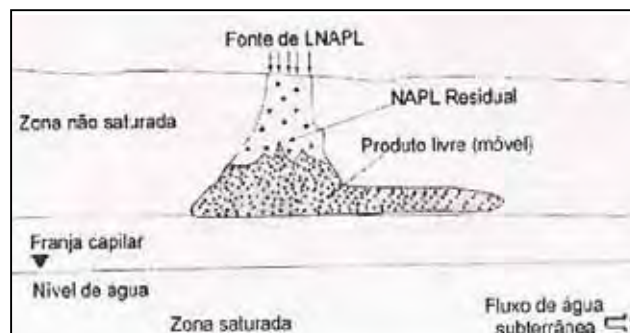 Fonte de LNAPL
NAPL Residual
Zona não saturada
Produto livre (móvel)
Franja capilar
Nível de água
Zona saturada
Fluxo de água
subterrânea